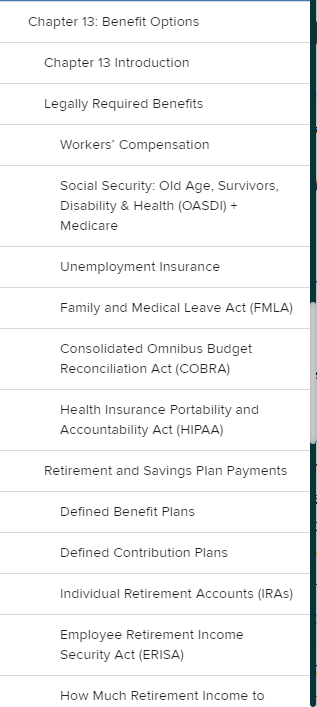 Chapter 13: Benefit Options
Chapter 13 Introduction
Legally Required Benefits
Workers' Compensation
Social Security: Old Age, Survivors,
Disability & Health (OASDI) +
Medicare
Unemployment Insurance
Family and Medical Leave Act (FMLA)
Consolidated Omnibus Budget
Reconciliation Act (COBRA)
Health Insurance Portability and
Accountability Act (HIPAA)
Retirement and Savings Plan Payments
Defined Benefit Plans
Defined Contribution Plans
Individual Retirement Accounts (IRAs)
Employee Retirement Income
Security Act (ERISA)
How Much Retirement Income to